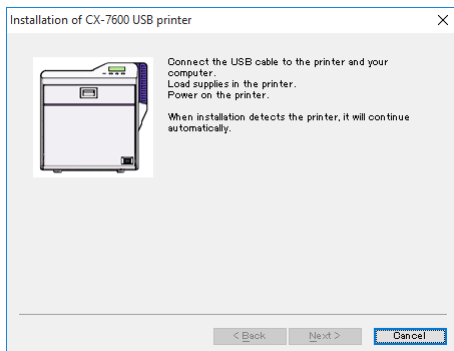 Installation of CX-7600 USB printer
Connect the USB cable to the printer and your
computer.
Load supplies in the printer.
Power on the printer.
When installation detects the printer, it will continue
automatically.
< Back
Next >
Cancel